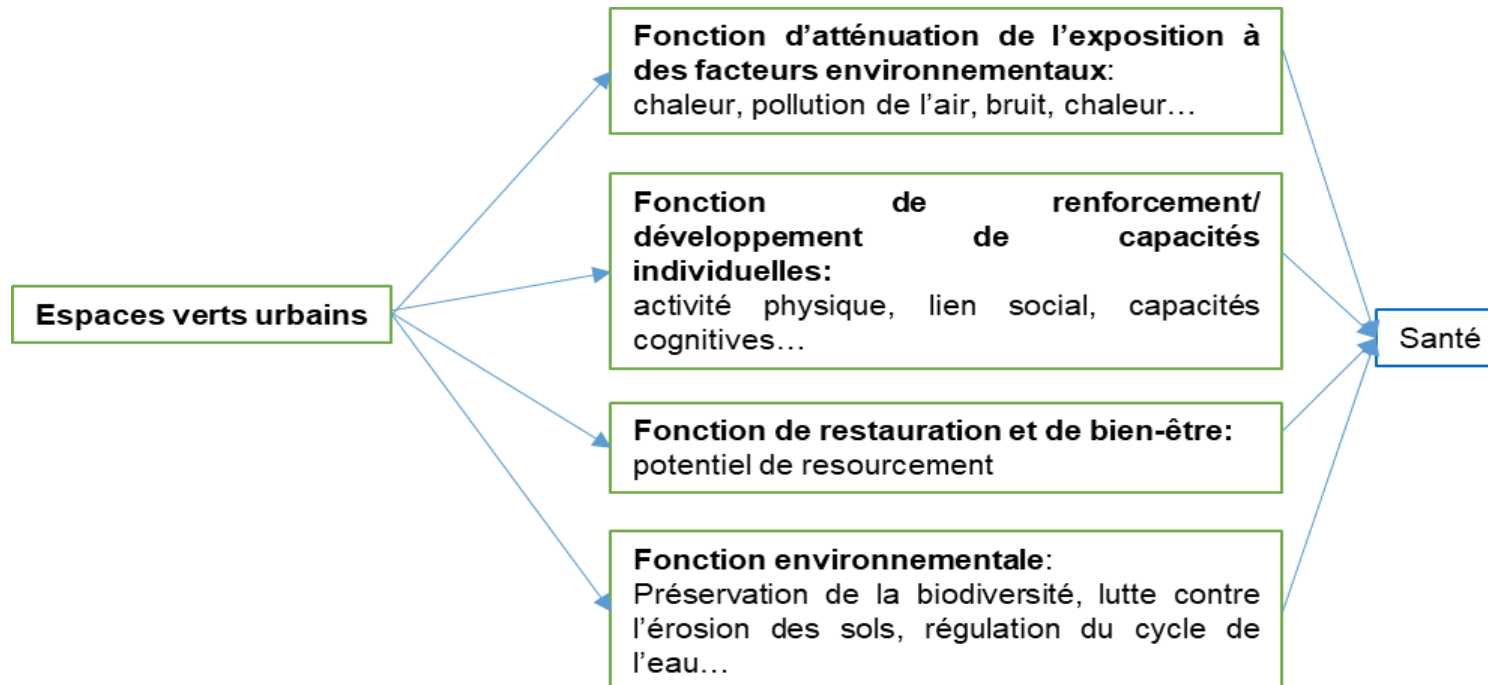 Fonction d’atténuation de l’exposition à
des facteurs environnementaux:
chaleur, pollution de l’air, bruit, chaleur…
Fonction de renforcement/
développement de capacités
individuelles:
activité physique, lien social, capacités
cognitives…
Espaces verts urbains
Santé
Fonction de restauration et de bien-être:
potentiel de resourcement
Fonction environnementale:
Préservation de la biodiversité, lutte contre
l’érosion des sols, régulation du cycle de
l’eau…